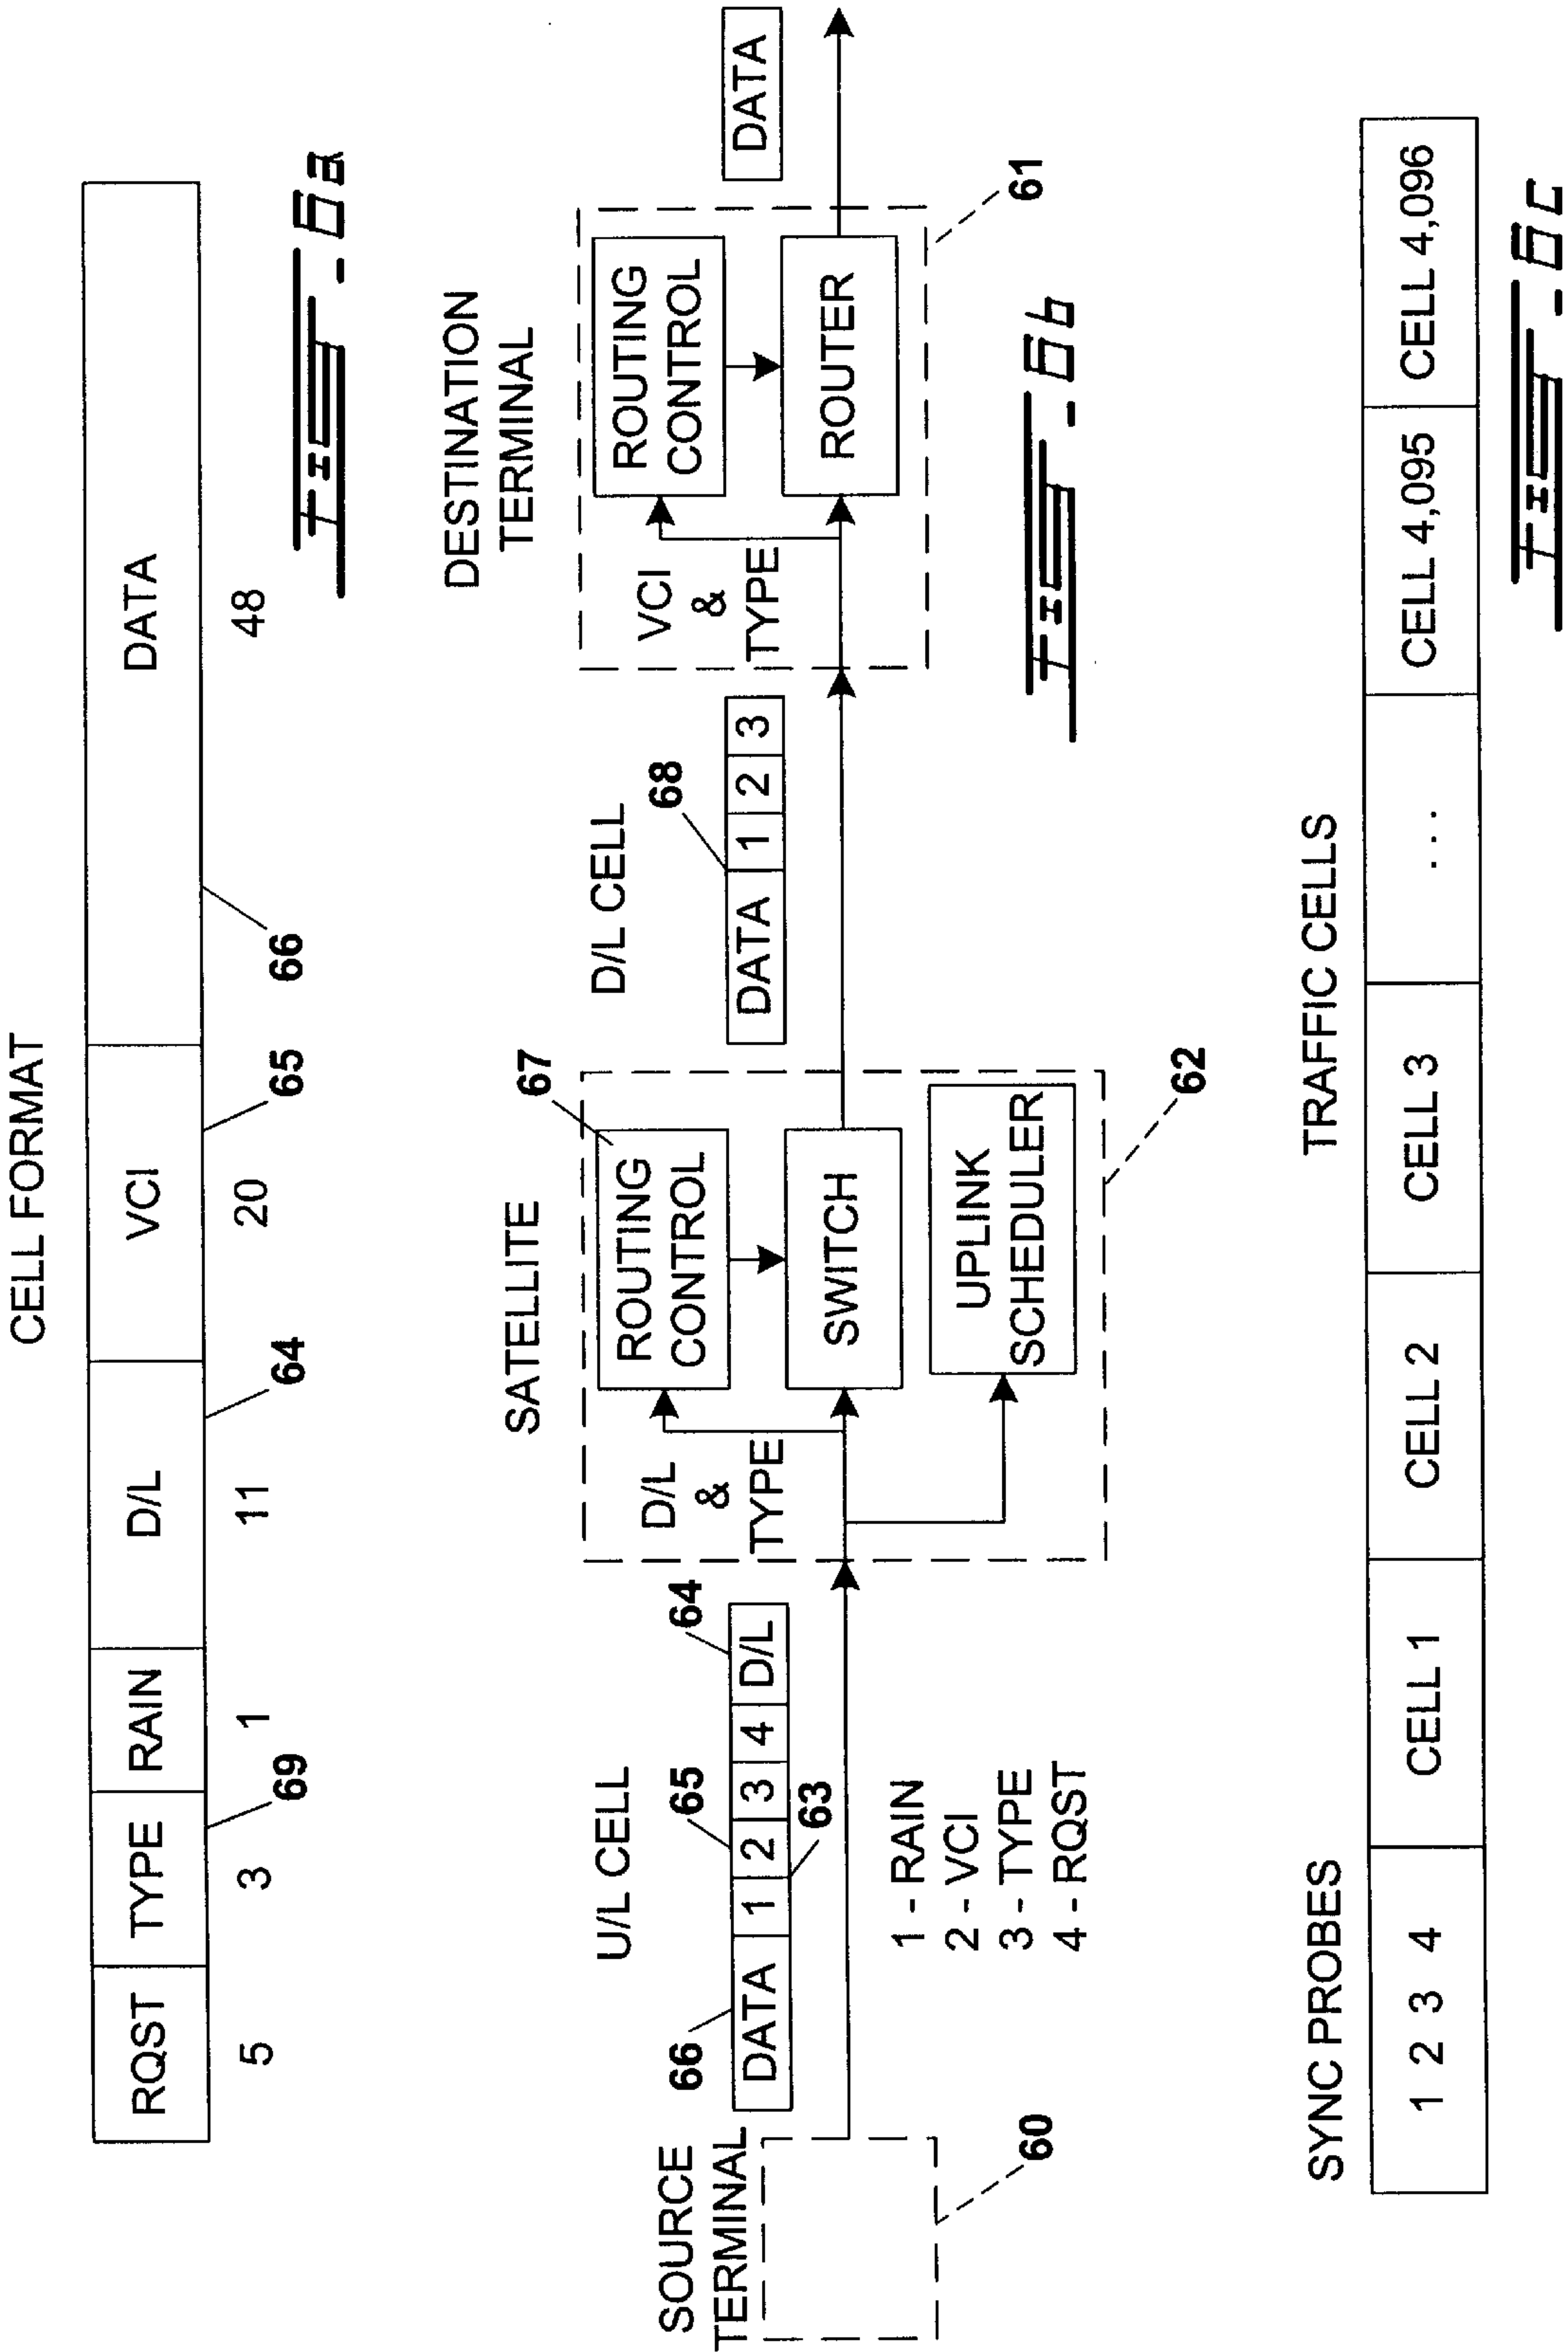 CELL FORMAT
RQST TYPE RAIN D/L VCI DATA
5 3 1 11 20 48
69 64 65 66
FIG-6a
SOURCE
TERMINAL
60
U/L CELL
66 65 64
DATA 1 2 3 4 D/L
63
1 - RAIN
2 - VCI
3 - TYPE
4 - RQST
SATELLITE
67
D/L
&
TYPE
ROUTING
CONTROL
SWITCH
UPLINK
SCHEDULER
62
D/L CELL
68
DATA 1 2 3
DESTINATION
TERMINAL
VCI
&
TYPE
ROUTING
CONTROL
ROUTER
61
DATA
FIG-6b
SYNC PROBES
TRAFFIC CELLS
1 2 3 4 CELL 1 CELL 2 CELL 3 . . . CELL 4,095 CELL 4,096
FIG-6c